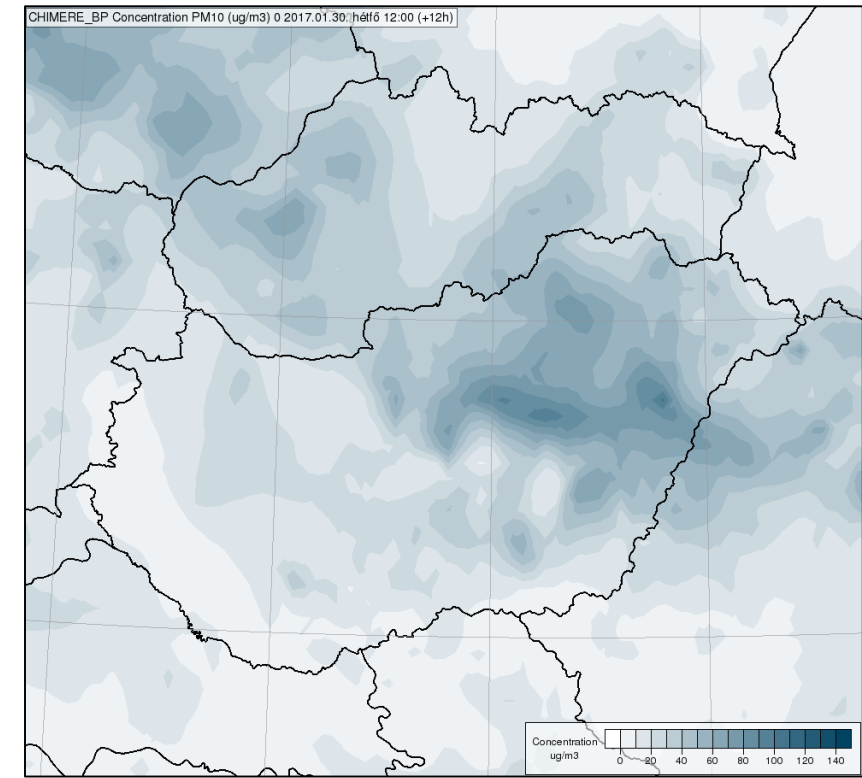 CHIMERE_BP Concentration PM10 (ug/m3) 0 2017.01.30. hétfő 12:00 (+12h)
Concentration
ug/m3
0 20 40 60 80 100 120 140